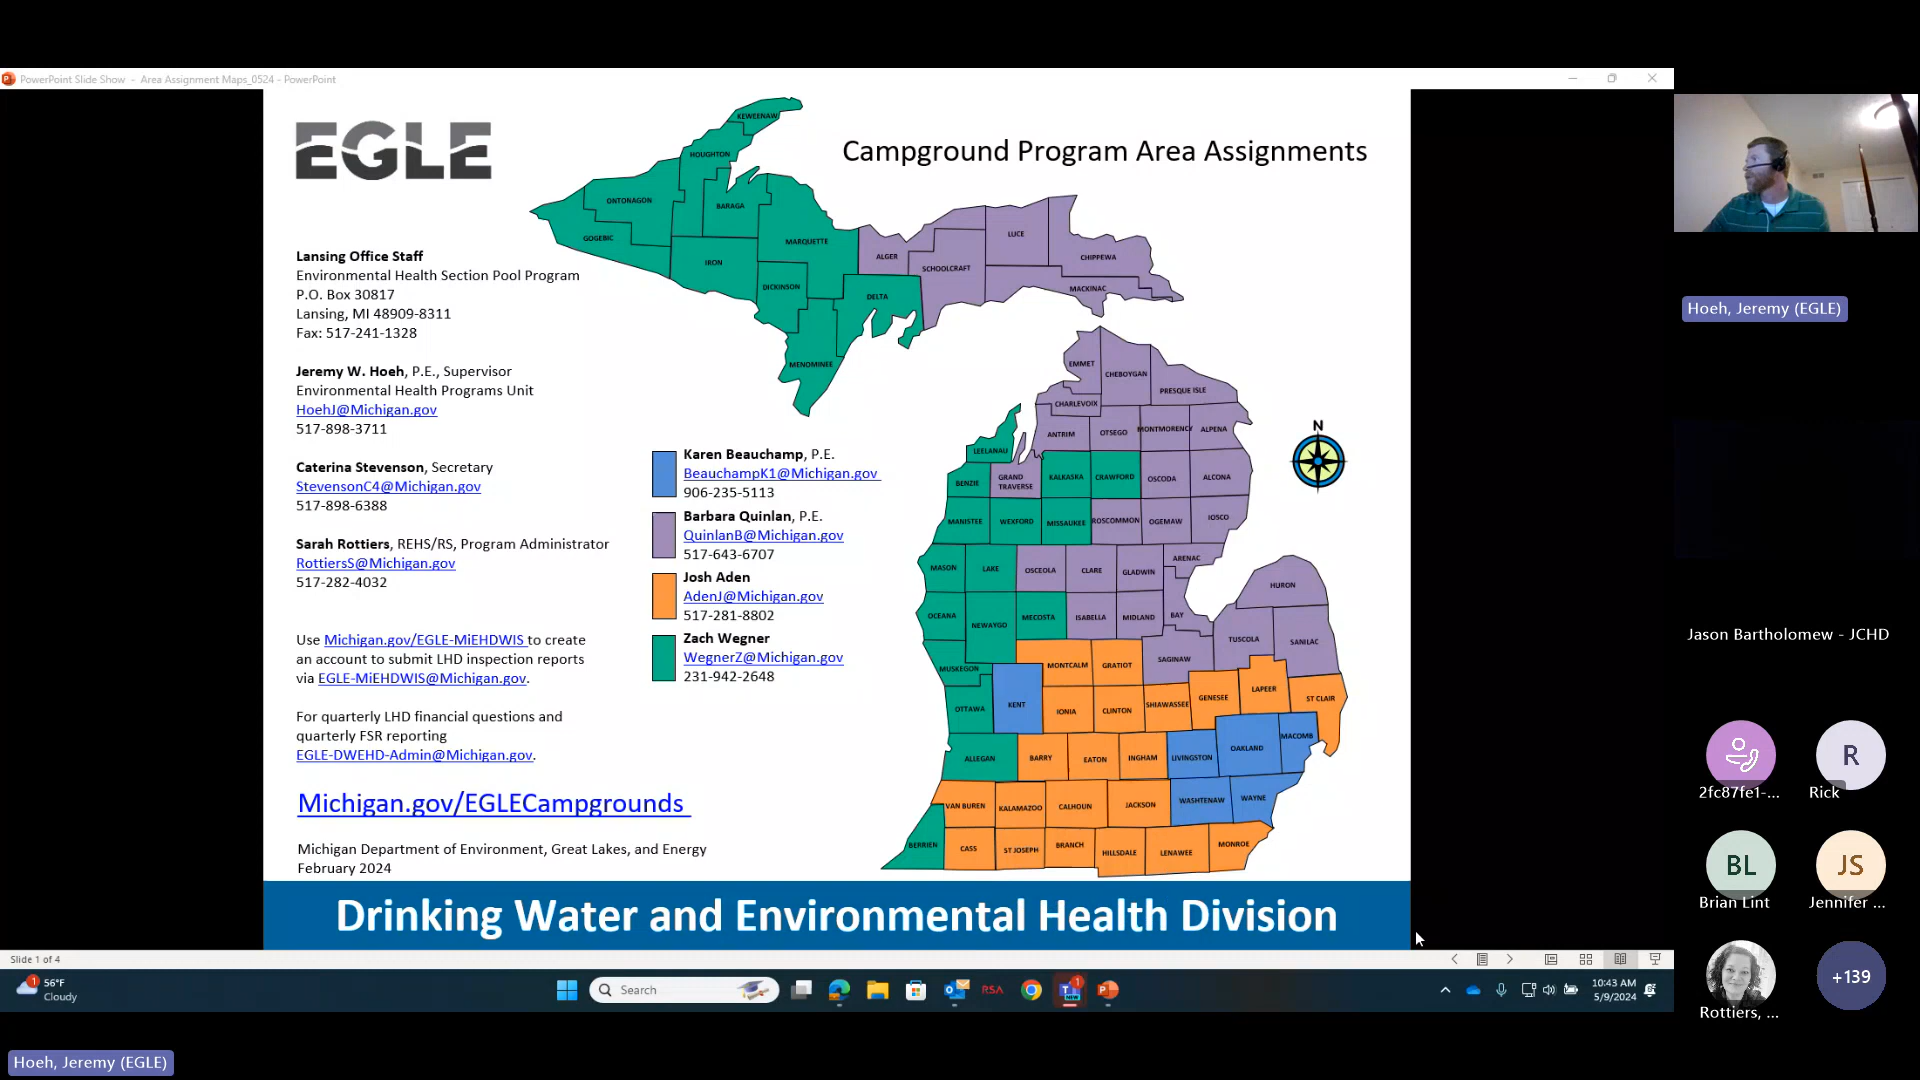 PowerPoint Slide Show - Area Assignment Maps_0524 - PowerPoint
EGLE
Campground Program Area Assignments
Lansing Office Staff
Environmental Health Section Pool Program
P.O. Box 30817
Lansing, MI 48909-8311
Fax: 517-241-1328
Jeremy W. Hoeh, P.E., Supervisor
Environmental Health Programs Unit
HoehJ@Michigan.gov
517-898-3711
Caterina Stevenson, Secretary
StevensonC4@Michigan.gov
517-898-6388
Sarah Rottiers, REHS/RS, Program Administrator
RottiersS@Michigan.gov
517-282-4032
Use Michigan.gov/EGLE-MiEHDWIS to create
an account to submit LHD inspection reports
via EGLE-MiEHDWIS@Michigan.gov.
For quarterly LHD financial questions and
quarterly FSR reporting
EGLE-DWEHD-Admin@Michigan.gov.
Michigan.gov/EGLECampgrounds
Michigan Department of Environment, Great Lakes, and Energy
February 2024
Karen Beauchamp, P.E.
BeauchampK1@Michigan.gov
906-235-5113
Barbara Quinlan, P.E.
QuinlanB@Michigan.gov
517-643-6707
Josh Aden
AdenJ@Michigan.gov
517-281-8802
Zach Wegner
WegnerZ@Michigan.gov
231-942-2648
KEWEENAW
HOUGHTON
ONTONAGON
BARAGA
GOGEBIC
MARQUETTE
IRON
DICKINSON
DELTA
MENOMINEE
ALGER
SCHOOLCRAFT
LUCE
CHIPPEWA
MACKINAC
EMMET
CHEBOYGAN
PRESQUE ISLE
CHARLEVOIX
ANTRIM
OTSEGO
MONTMORENCY
ALPENA
N
LEELANAU
BENZIE
GRAND
TRAVERSE
KALKASKA
CRAWFORD
OSCODA
ALCONA
MANISTEE
WEXFORD
MISSAUKEE
ROSCOMMON
OGEMAW
IOSCO
MASON
LAKE
OSCEOLA
CLARE
GLADWIN
ARENAC
HURON
OCEANA
NEWAYGO
MECOSTA
ISABELLA
MIDLAND
BAY
TUSCOLA
SANILAC
MUSKEGON
MONTCALM
GRATIOT
SAGINAW
OTTAWA
KENT
IONIA
CLINTON
SHIAWASSEE
GENESEE
LAPEER
ST CLAIR
ALLEGAN
BARRY
EATON
INGHAM
LIVINGSTON
OAKLAND
MACOMB
VAN BUREN
KALAMAZOO
CALHOUN
JACKSON
WASHTENAW
WAYNE
BERRIEN
CASS
ST JOSEPH
BRANCH
HILLSDALE
LENAWEE
MONROE
Drinking Water and Environmental Health Division
Slide 1 of 4
1
56°F
Cloudy
Search
RSA
1
NEW
10:43 AM
5/9/2024
Hoeh, Jeremy (EGLE)
Hoeh, Jeremy (EGLE)
Jason Bartholomew - JCHD
2fc87fe1-...
R
Rick
BL
Brian Lint
JS
Jennifer ...
Rottiers, ...
+139